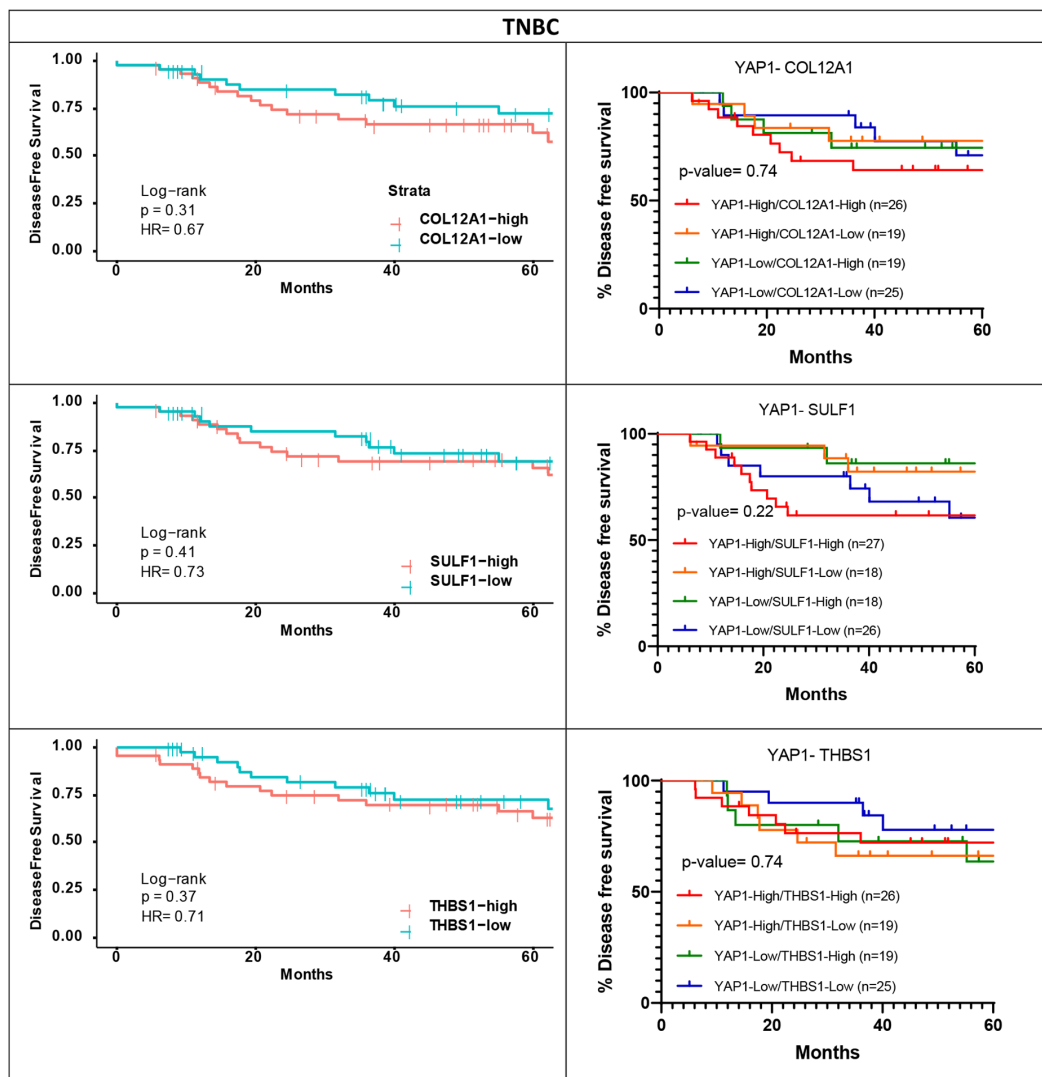 TNBC
1.00
0.75
0.50
0.25
0.00
DiseaseFree Survival
Log-rank
p = 0.31
HR= 0.67
Strata
COL12A1-high
COL12A1-low
0
20
40
60
Months
YAP1- COL12A1
100
50
0
% Disease free survival
p-value= 0.74
YAP1-High/COL12A1-High (n=26)
YAP1-High/COL12A1-Low (n=19)
YAP1-Low/COL12A1-High (n=19)
YAP1-Low/COL12A1-Low (n=25)
0
20
40
60
Months
1.00
0.75
0.50
0.25
0.00
DiseaseFree Survival
Log-rank
p = 0.41
HR= 0.73
SULF1-high
SULF1-low
0
20
40
60
Months
YAP1- SULF1
100
50
0
% Disease free survival
p-value= 0.22
YAP1-High/SULF1-High (n=27)
YAP1-High/SULF1-Low (n=18)
YAP1-Low/SULF1-High (n=18)
YAP1-Low/SULF1-Low (n=26)
0
20
40
60
Months
1.00
0.75
0.50
0.25
0.00
DiseaseFree Survival
Log-rank
p = 0.37
HR= 0.71
THBS1-high
THBS1-low
0
20
40
60
Months
YAP1- THBS1
100
50
0
% Disease free survival
p-value= 0.74
YAP1-High/THBS1-High (n=26)
YAP1-High/THBS1-Low (n=19)
YAP1-Low/THBS1-High (n=19)
YAP1-Low/THBS1-Low (n=25)
0
20
40
60
Months